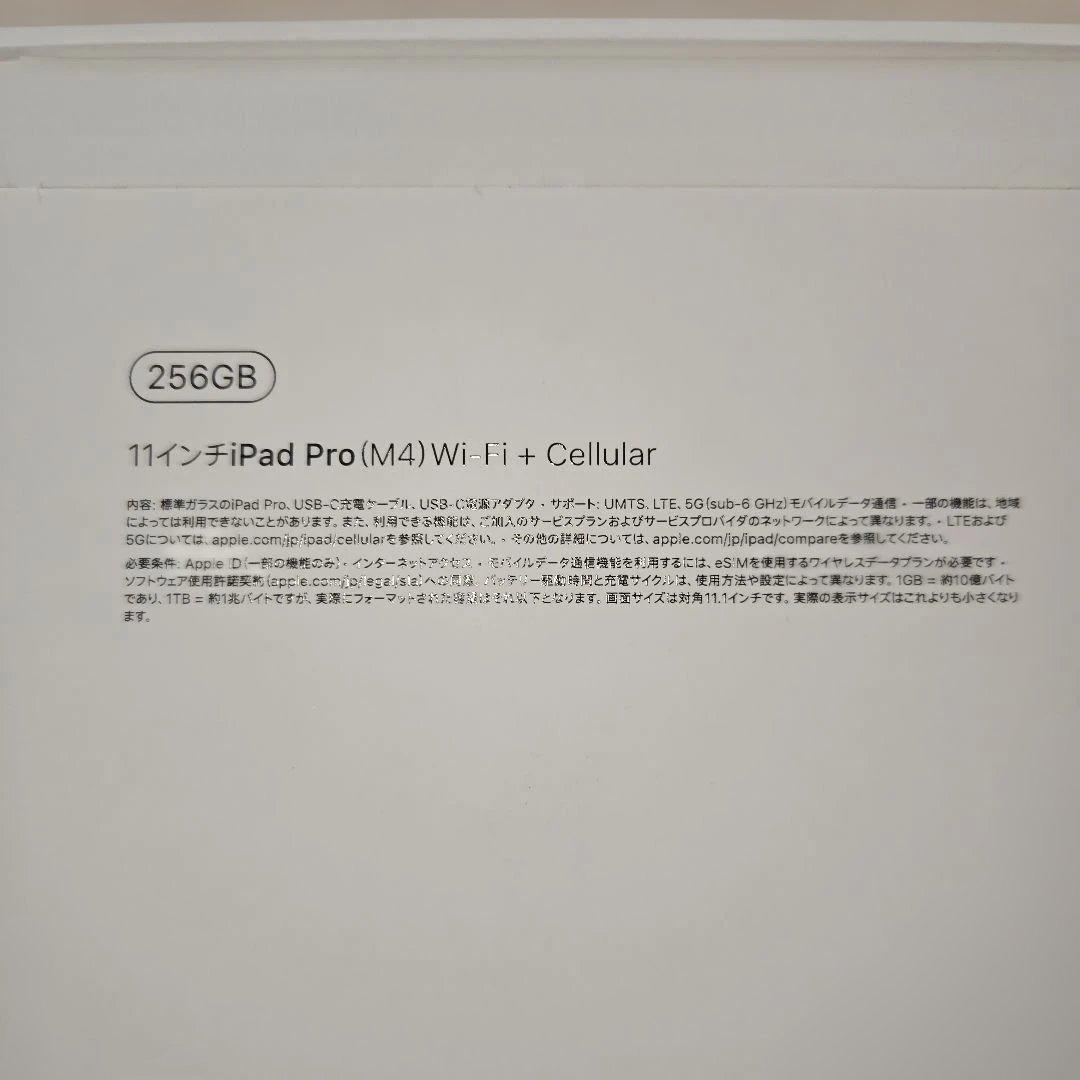 256GB
11インチiPad Pro(M4)Wi-Fi + Cellular
内容: 標準ガラスのiPad Pro、USB-C充電ケーブル、USB-C電源アダプタ・サポート: UMTS、LTE、5G(sub-6 GHz)モバイルデータ通信・一部の機能は、地域
によっては利用できないことがあります。また、利用できる機能は、ご加入のサービスプランおよびサービスプロバイダのネットワークによって異なります。・LTEおよび
5Gについては、apple.com/jp/ipad/cellularを参照してください。・その他の詳細については、apple.com/jp/ipad/compareを参照してください。
必要条件: Apple ID(一部の機能のみ)・インターネットアクセス・モバイルデータ通信機能を利用するには、eSIMを使用するワイヤレスデータプランが必要です・
ソフトウェア使用許諾契約(apple.com/jp/legal/sla)への同意。バッテリー駆動時間と充電サイクルは、使用方法や設定によって異なります。1GB = 約10億バイト
であり、1TB = 約1兆バイトですが、実際にフォーマットされた容量はそれ以下となります。画面サイズは対角11.1インチです。実際の表示サイズはこれよりも小さくなり
ます。